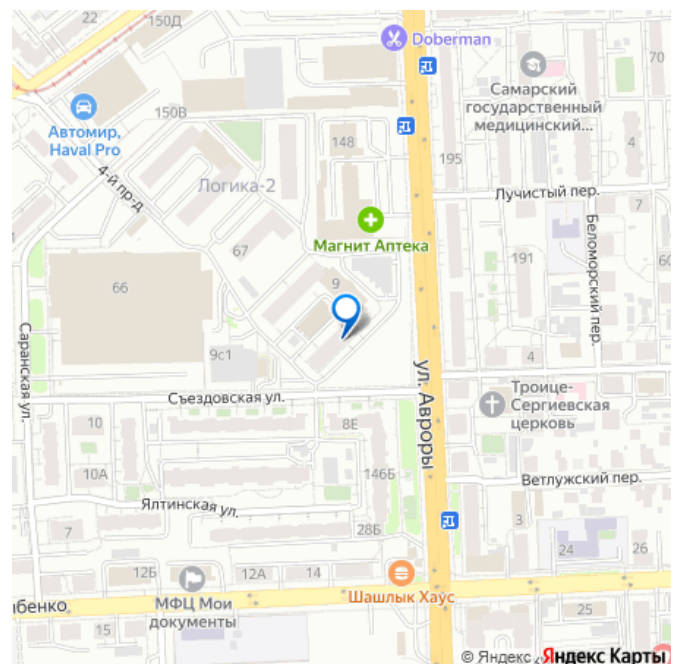 22
150Д
Doberman
Самарский
государственный
медицинский...
70
Автомир,
Haval Pro
150В
148
195
4
4-й пр-д
Логика-2
Лучистый пер.
7
Магнит Аптека
Беломорский пер.
67
191
60
66
9
Саранская ул.
9с1
ул. Авроры
4
Съездовская ул.
Троице-
Сергиевская
церковь
10
8Е
10А
146Б
Ветлужский пер.
Ялтинская ул.
7
28Б
3
24
26
12Б
12А
14
Шашлык Хаус
ыбенко
МФЦ Мои
документы
15
25
© Яндекс
Яндекс Карты